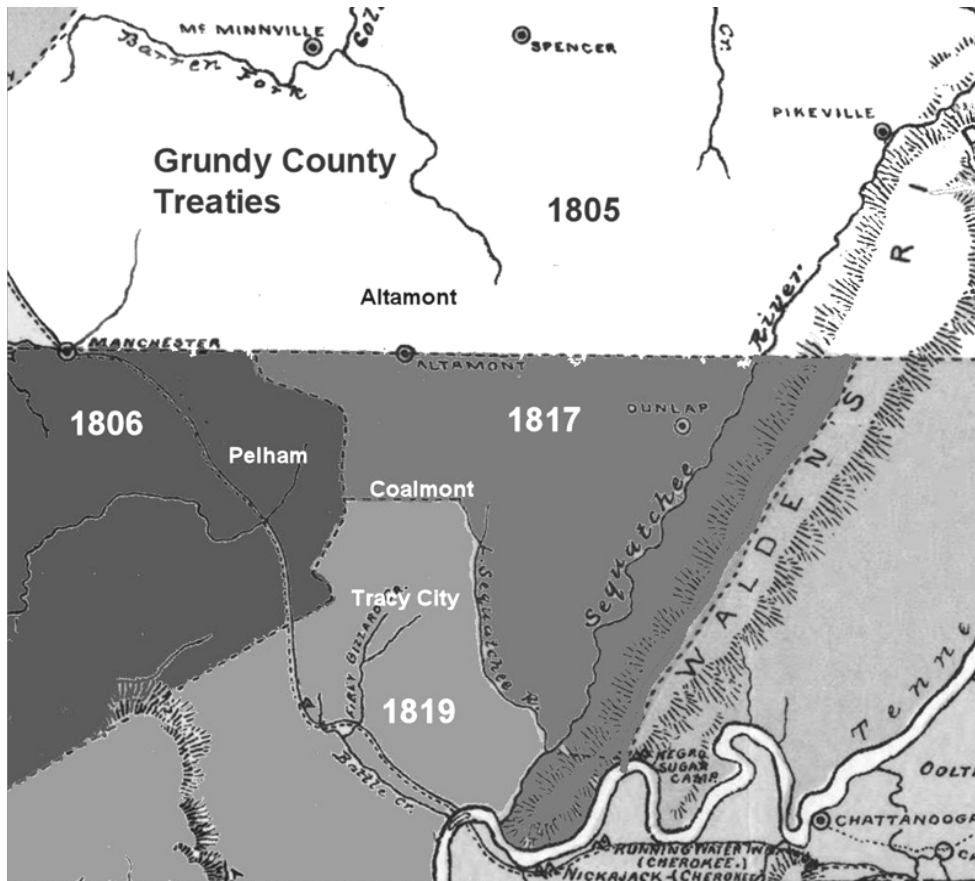 Mc MINNVILLE
Barren Fork
SPENCER
Cr.
PIKEVILLE
Grundy County
Treaties
1805
Altamont
River
R I
MANCHESTER
ALTAMONT
1806
1817
DUNLAP
Pelham
Coalmont
Sequatchee
WALDENS
Sequatchee R.
Tracy City
1819
Battle Cr.
Tenne
NEGRO
SUGAR
CAMP.
OOLT
CHATTANOOGA
RUNNING WATER
(CHEROKEE.)
NICKAJACK-(CHEROKEE
CA